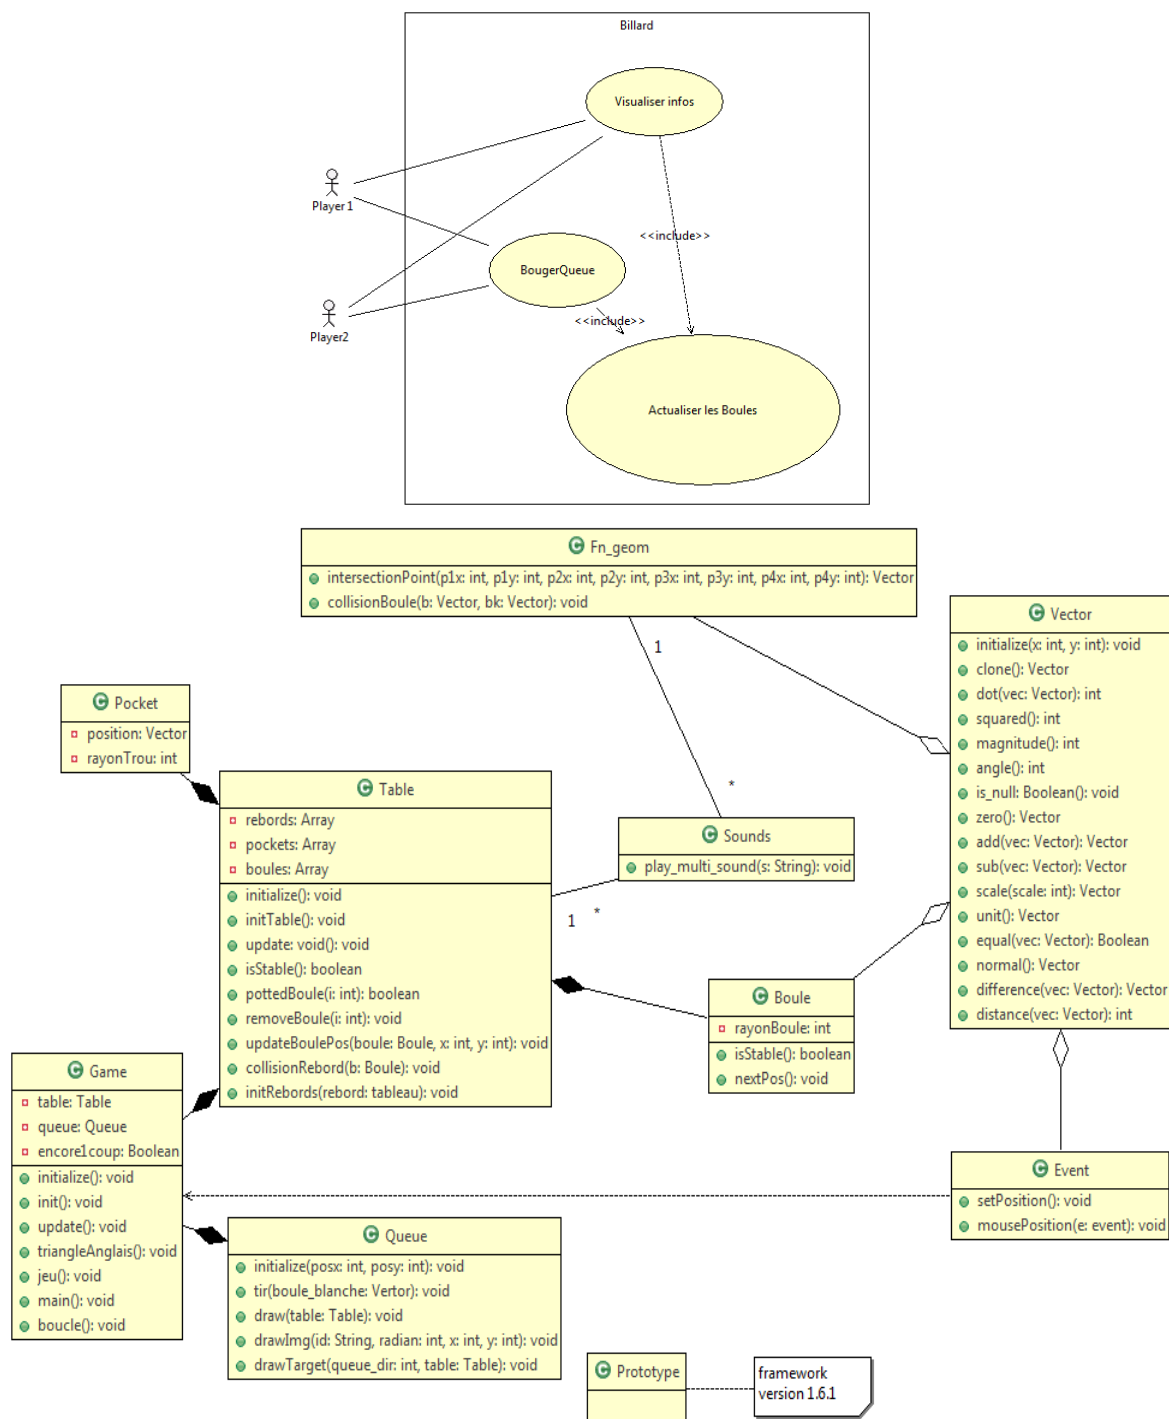 Billard
Visualiser infos
Player 1
<<include>>
BougerQueue
Player2
<<include>>
Actualiser les Boules
C Fn_geom
intersectionPoint(p1x: int, p1y: int, p2x: int, p2y: int, p3x: int, p3y: int, p4x: int, p4y: int): Vector
collisionBoule(b: Vector, bk: Vector): void
1
*
C Vector
initialize(x: int, y: int): void
clone(): Vector
dot(vec: Vector): int
squared(): int
magnitude(): int
angle(): int
is_null: Boolean(): void
zero(): Vector
add(vec: Vector): Vector
sub(vec: Vector): Vector
scale(scale: int): Vector
unit(): Vector
equal(vec: Vector): Boolean
normal(): Vector
difference(vec: Vector): Vector
distance(vec: Vector): int
C Pocket
position: Vector
rayonTrou: int
C Table
rebords: Array
pockets: Array
boules: Array
initialize(): void
initTable(): void
update: void(): void
isStable(): boolean
pottedBoule(i: int): boolean
removeBoule(i: int): void
updateBoulePos(boule: Boule, x: int, y: int): void
collisionRebord(b: Boule): void
initRebords(rebord: tableau): void
C Sounds
play_multi_sound(s: String): void
1 *
C Boule
rayonBoule: int
isStable(): boolean
nextPos(): void
C Game
table: Table
queue: Queue
encore1coup: Boolean
initialize(): void
init(): void
update(): void
triangleAnglais(): void
jeu(): void
main(): void
boucle(): void
C Event
setPosition(): void
mousePosition(e: event): void
C Queue
initialize(posx: int, posy: int): void
tir(boule_blanche: Vertor): void
draw(table: Table): void
drawImg(id: String, radian: int, x: int, y: int): void
drawTarget(queue_dir: int, table: Table): void
C Prototype
framework
version 1.6.1